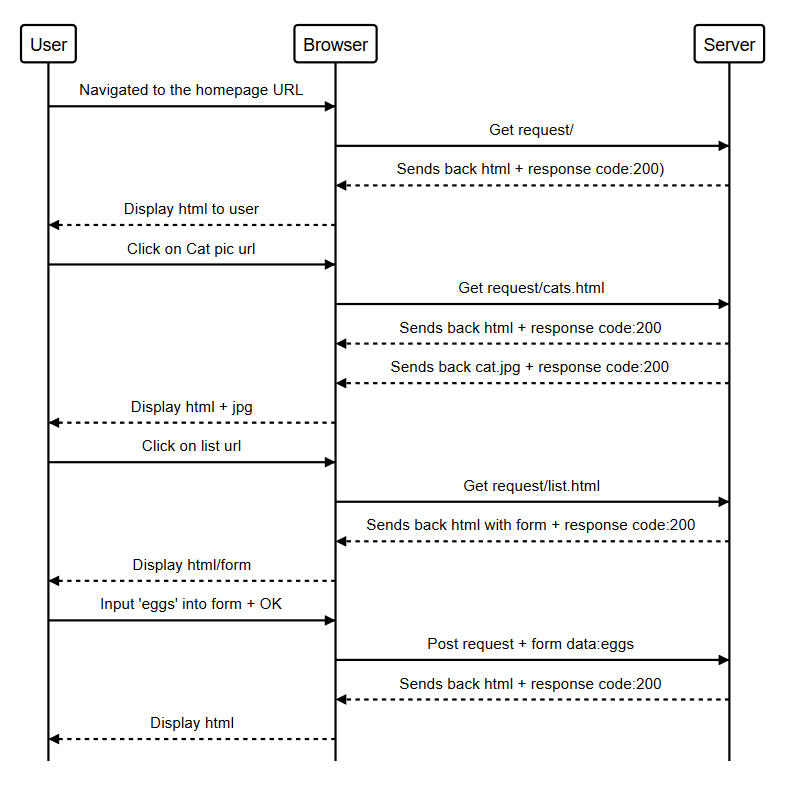 User
Browser
Server
Navigated to the homepage URL
Get request/
Sends back html + response code:200)
Display html to user
Click on Cat pic url
Get request/cats.html
Sends back html + response code:200
Sends back cat.jpg + response code:200
Display html + jpg
Click on list url
Get request/list.html
Sends back html with form + response code:200
Display html/form
Input 'eggs' into form + OK
Post request + form data:eggs
Sends back html + response code:200
Display html